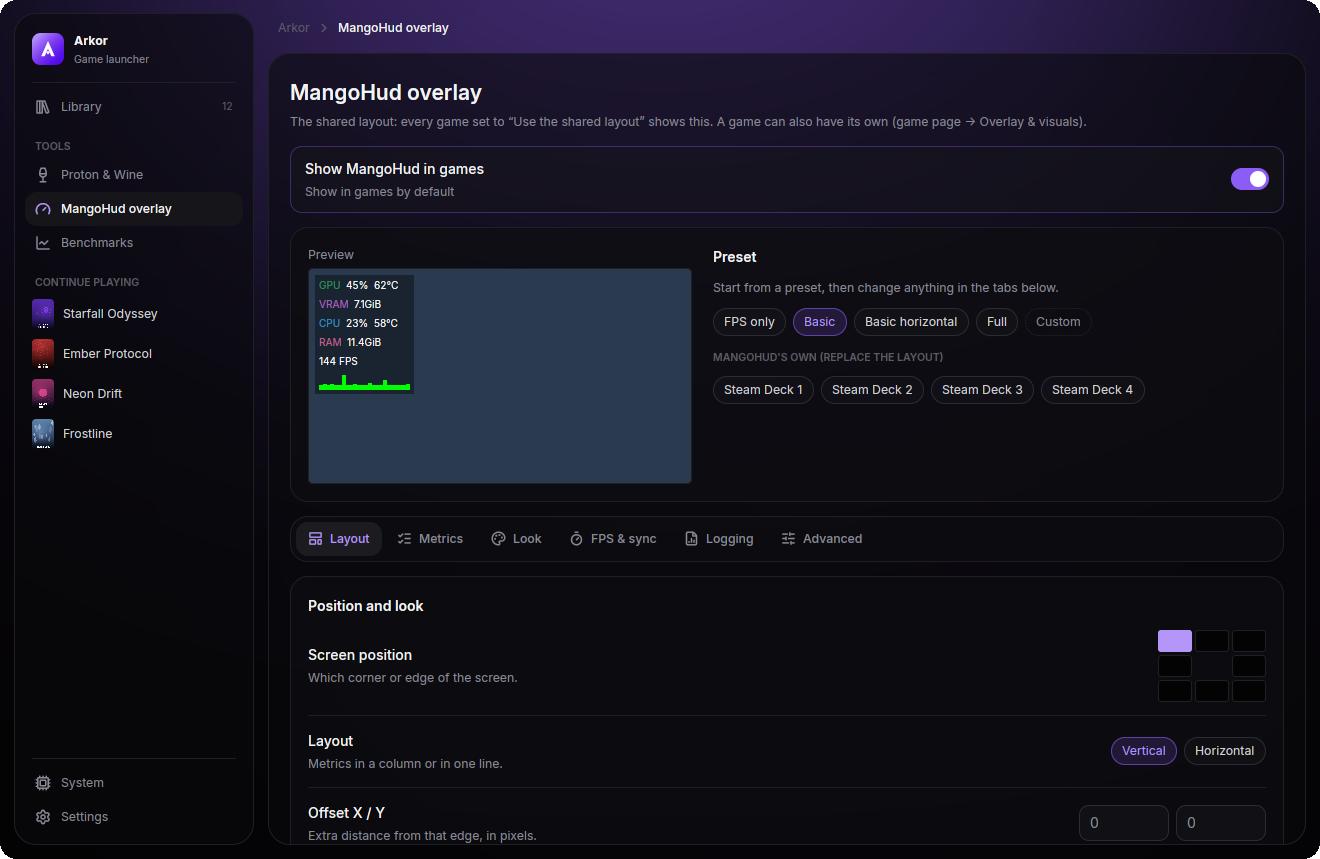 Arkor
Game launcher
Library 12
TOOLS
Proton & Wine
MangoHud overlay
Benchmarks
CONTINUE PLAYING
Starfall Odyssey
Ember Protocol
Neon Drift
Frostline
System
Settings
Arkor > MangoHud overlay
MangoHud overlay
The shared layout: every game set to “Use the shared layout” shows this. A game can also have its own (game page → Overlay & visuals).
Show MangoHud in games
Show in games by default
Preview
GPU 45% 62°C
VRAM 7.1GiB
CPU 23% 58°C
RAM 11.4GiB
144 FPS
Preset
Start from a preset, then change anything in the tabs below.
FPS only Basic Basic horizontal Full Custom
MANGOHUD'S OWN (REPLACE THE LAYOUT)
Steam Deck 1 Steam Deck 2 Steam Deck 3 Steam Deck 4
Layout Metrics Look FPS & sync Logging Advanced
Position and look
Screen position
Which corner or edge of the screen.
Layout
Metrics in a column or in one line.
Vertical Horizontal
Offset X / Y
Extra distance from that edge, in pixels.
0 0